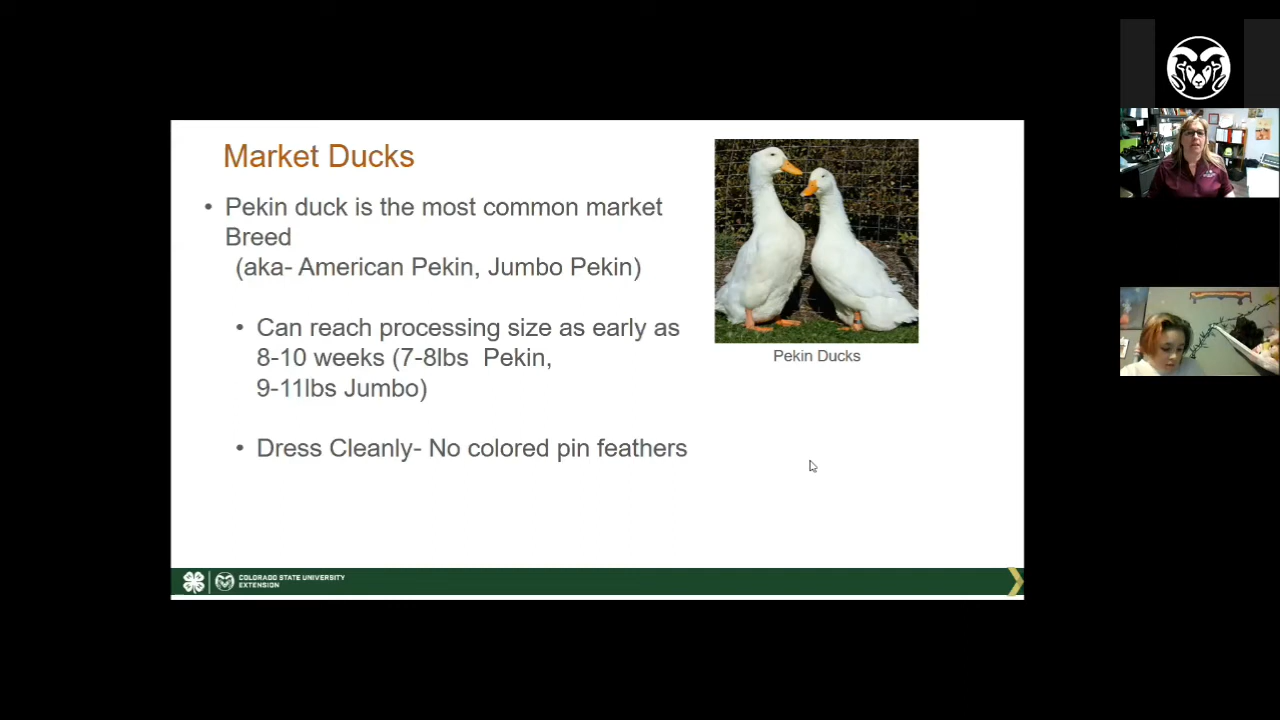 Market Ducks
• Pekin duck is the most common market
Breed
(aka- American Pekin, Jumbo Pekin)
• Can reach processing size as early as
8-10 weeks (7-8lbs  Pekin,
9-11lbs Jumbo)
• Dress Cleanly- No colored pin feathers
Pekin Ducks
COLORADO STATE UNIVERSITY
EXTENSION